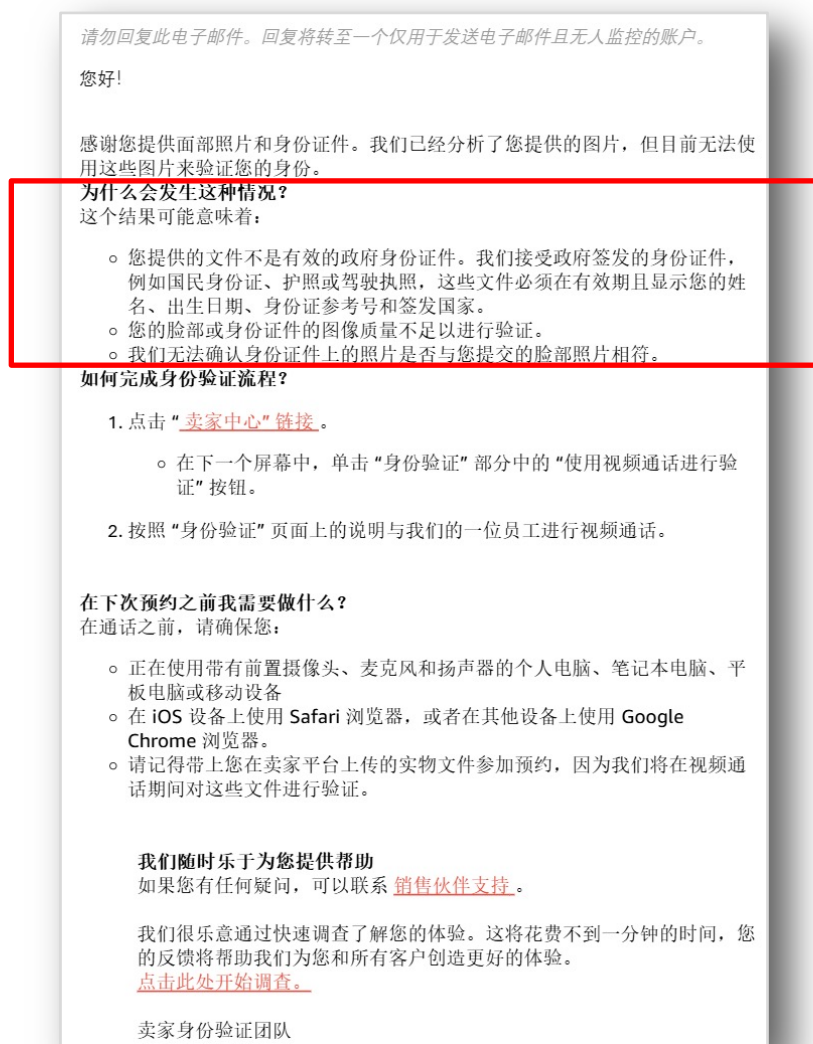 请勿回复此电子邮件。回复将转至一个仅用于发送电子邮件且无人监控的账户。
您好!
感谢您提供面部照片和身份证件。我们已经分析了您提供的图片，但目前无法使
用这些图片来验证您的身份。
为什么会发生这种情况？
这个结果可能意味着：
◦ 您提供的文件不是有效的政府身份证件。我们接受政府签发的身份证件，
例如国民身份证、护照或驾驶执照，这些文件必须在有效期且显示您的姓
名、出生日期、身份证参考号和签发国家。
◦ 您的脸部或身份证件的图像质量不足以进行验证。
◦ 我们无法确认身份证件上的照片是否与您提交的脸部照片相符。
如何完成身份验证流程？
1. 点击 “ 卖家中心” 链接 。
◦ 在下一个屏幕中，单击 “身份验证” 部分中的 “使用视频通话进行验
证” 按钮。
2. 按照 “身份验证” 页面上的说明与我们的一位员工进行视频通话。
在下次预约之前我需要做什么？
在通话之前，请确保您：
◦ 正在使用带有前置摄像头、麦克风和扬声器的个人电脑、笔记本电脑、平
板电脑或移动设备
◦ 在 iOS 设备上使用 Safari 浏览器，或者在其他设备上使用 Google
Chrome 浏览器。
◦ 请记得带上您在卖家平台上传的实物文件参加预约，因为我们将在视频通
话期间对这些文件进行验证。
我们随时乐于为您提供帮助
如果您有任何疑问，可以联系 销售伙伴支持 。
我们很乐意通过快速调查了解您的体验。这将花费不到一分钟的时间，您
的反馈将帮助我们为您和所有客户创造更好的体验。
点击此处开始调查。
卖家身份验证团队